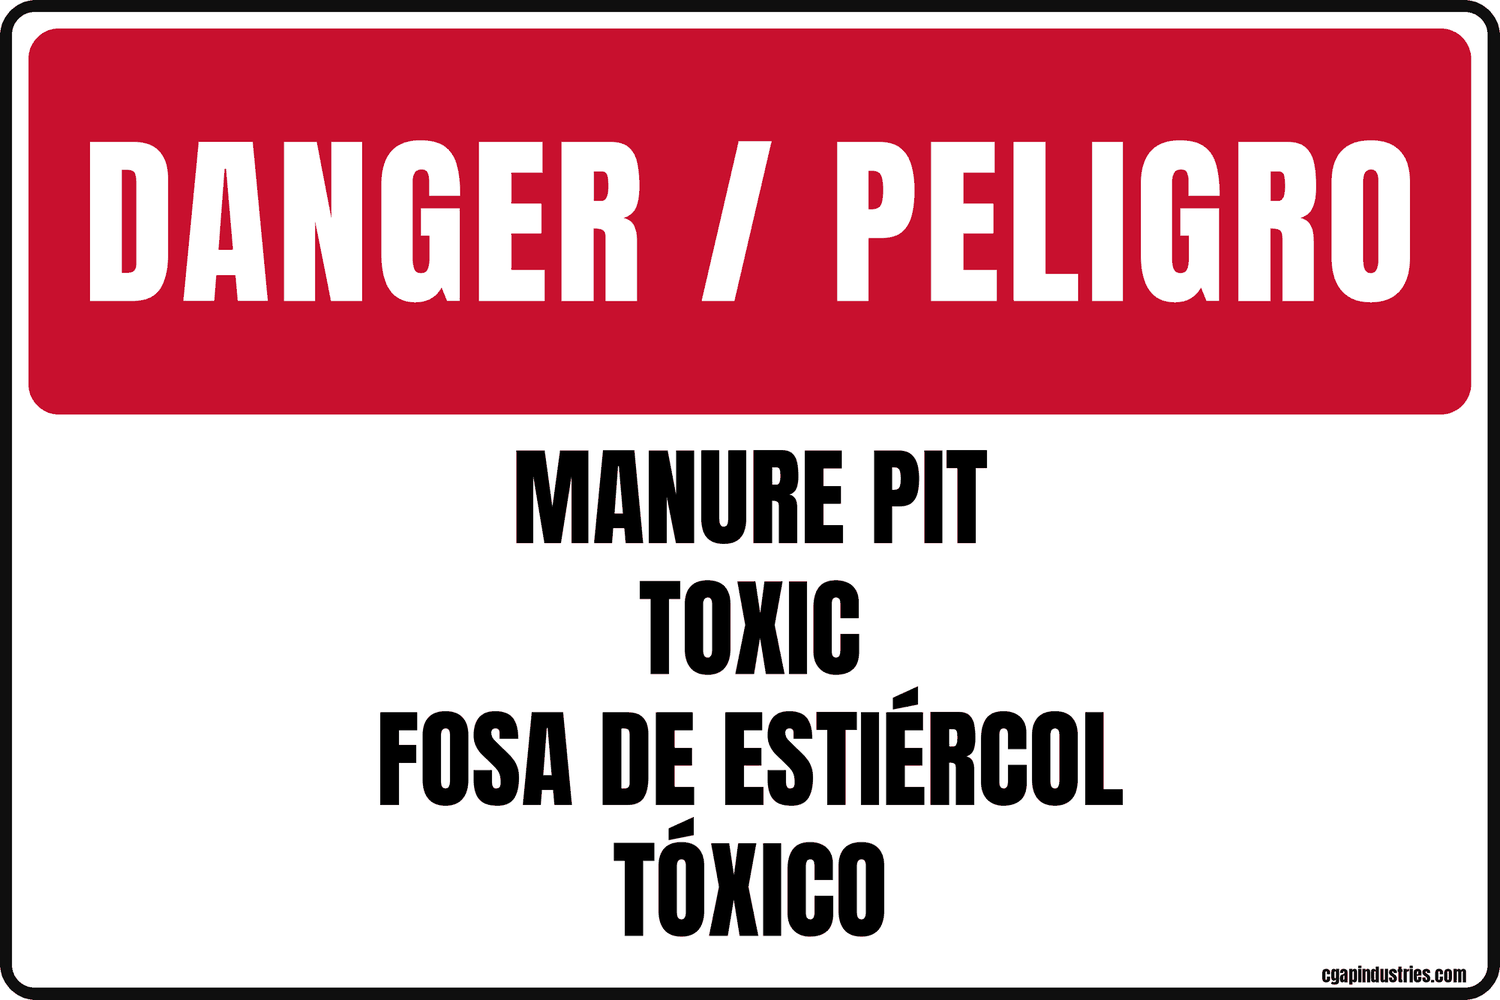 DANGER / PELIGRO
MANURE PIT
TOXIC
FOSA DE ESTIÉRCOL
TÓXICO
cgapindustries.com